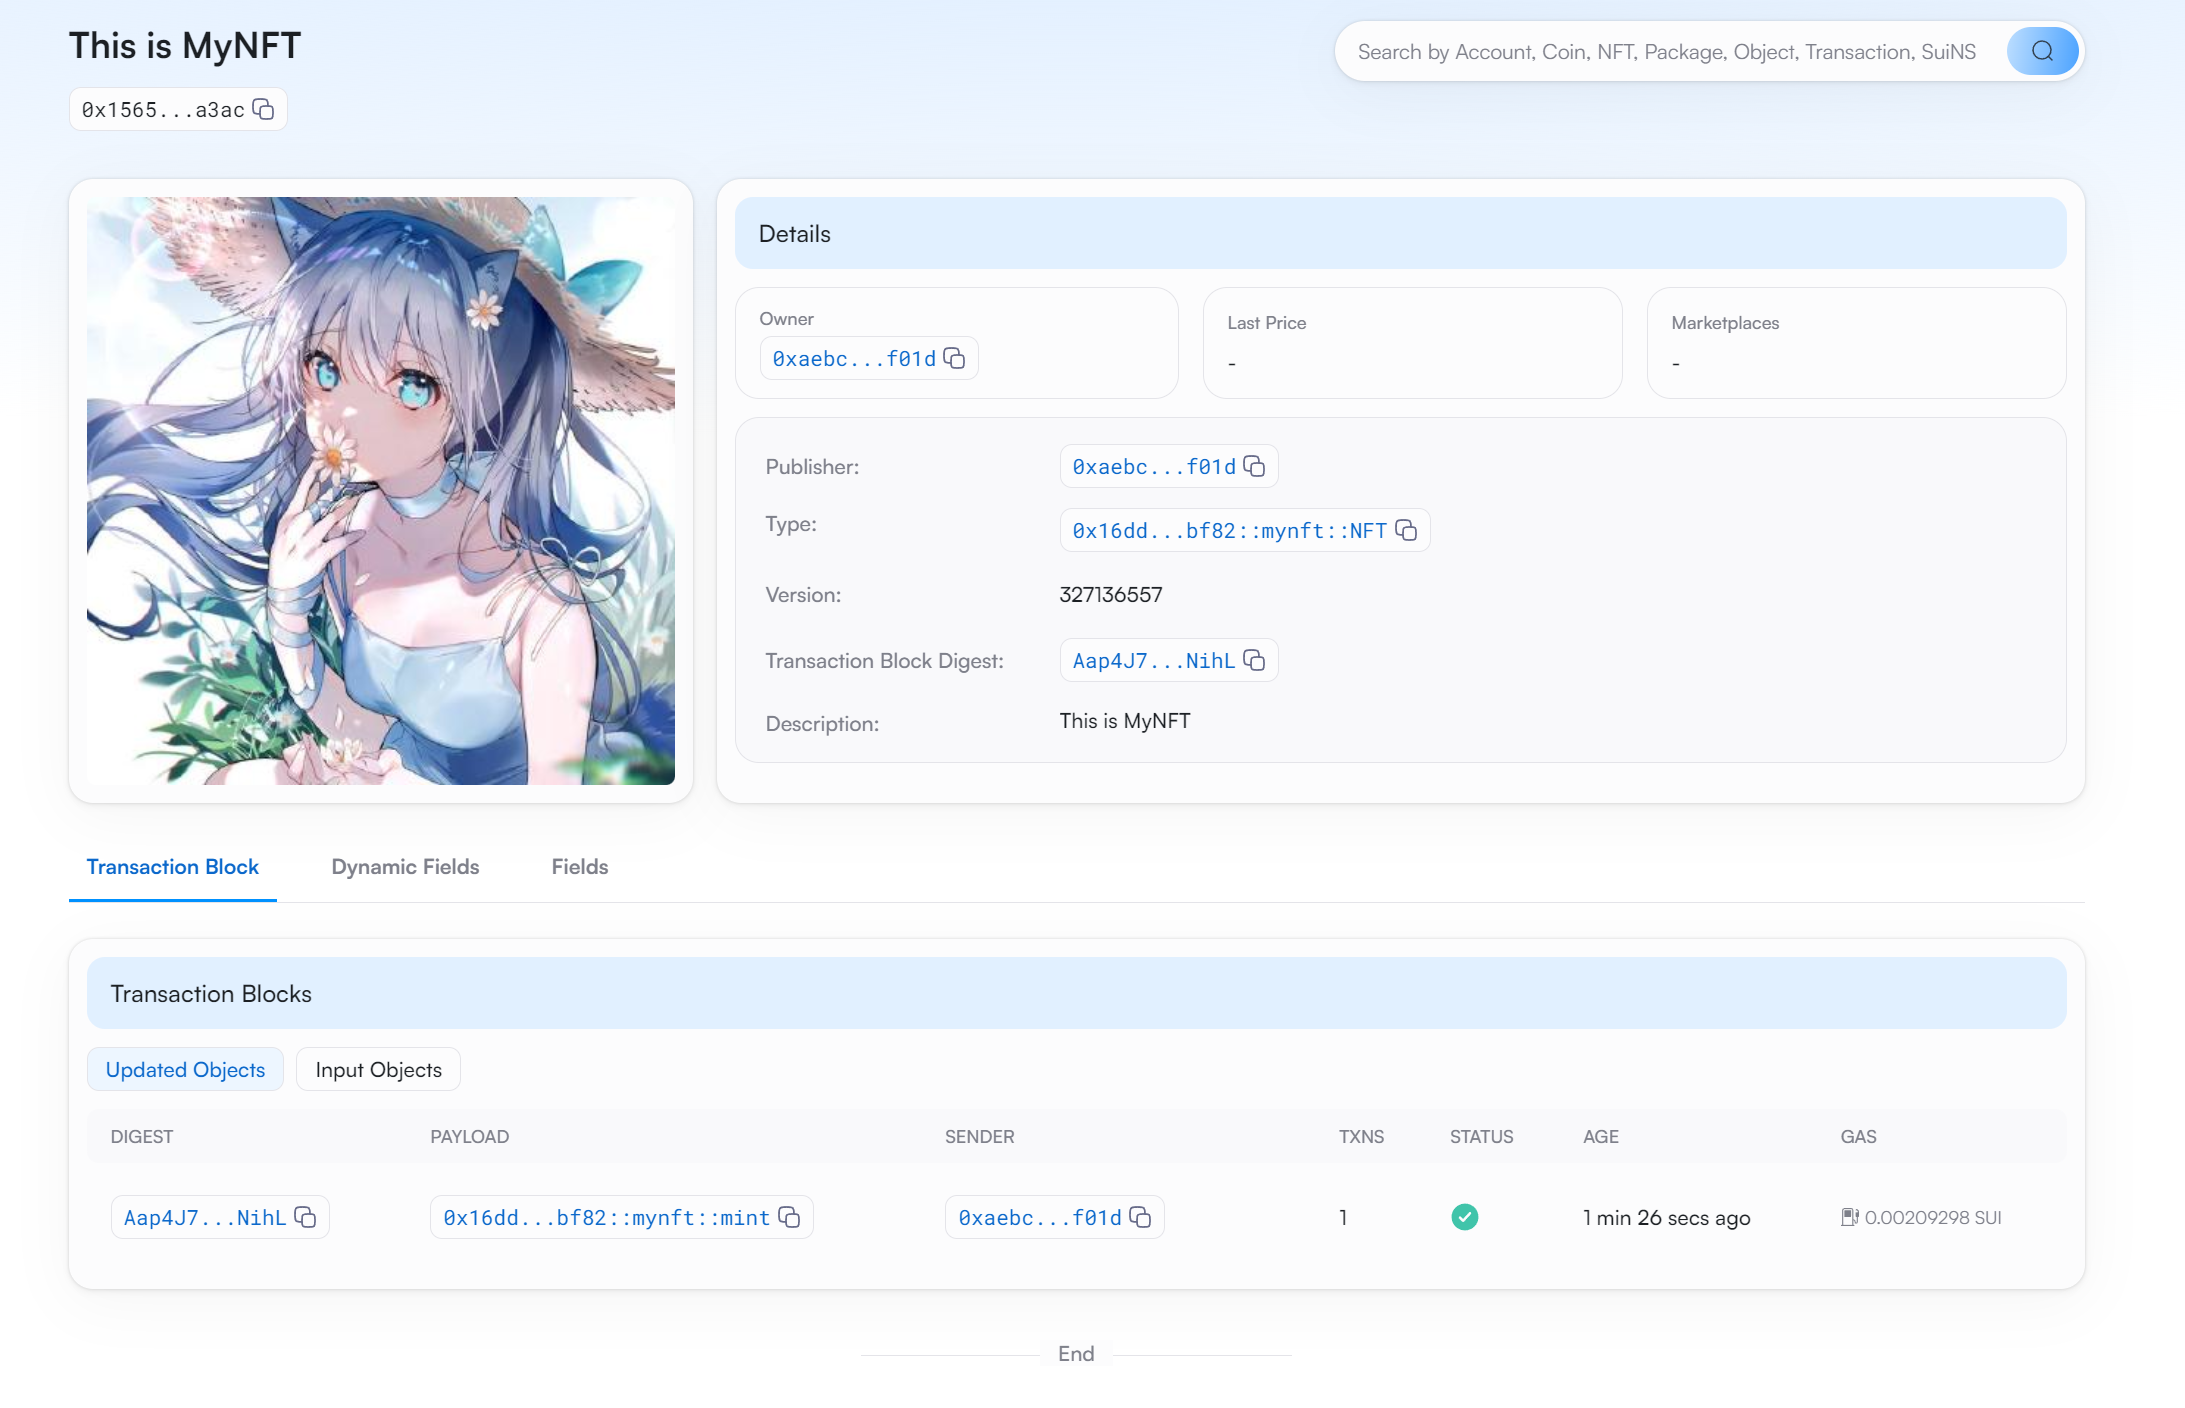 This is MyNFT
Search by Account, Coin, NFT, Package, Object, Transaction, SuiNS
0x1565...a3ac
Details
Owner
0xaebc...f01d
Last Price
-
Marketplaces
-
Publisher: 0xaebc...f01d
Type: 0x16dd...bf82::mynft::NFT
Version: 327136557
Transaction Block Digest: Aap4J7...NihL
Description: This is MyNFT
Transaction Block Dynamic Fields Fields
Transaction Blocks
Updated Objects Input Objects
DIGEST PAYLOAD SENDER TXNS STATUS AGE GAS
Aap4J7...NihL 0x16dd...bf82::mynft::mint 0xaebc...f01d 1 1 min 26 secs ago 0.00209298 SUI
End